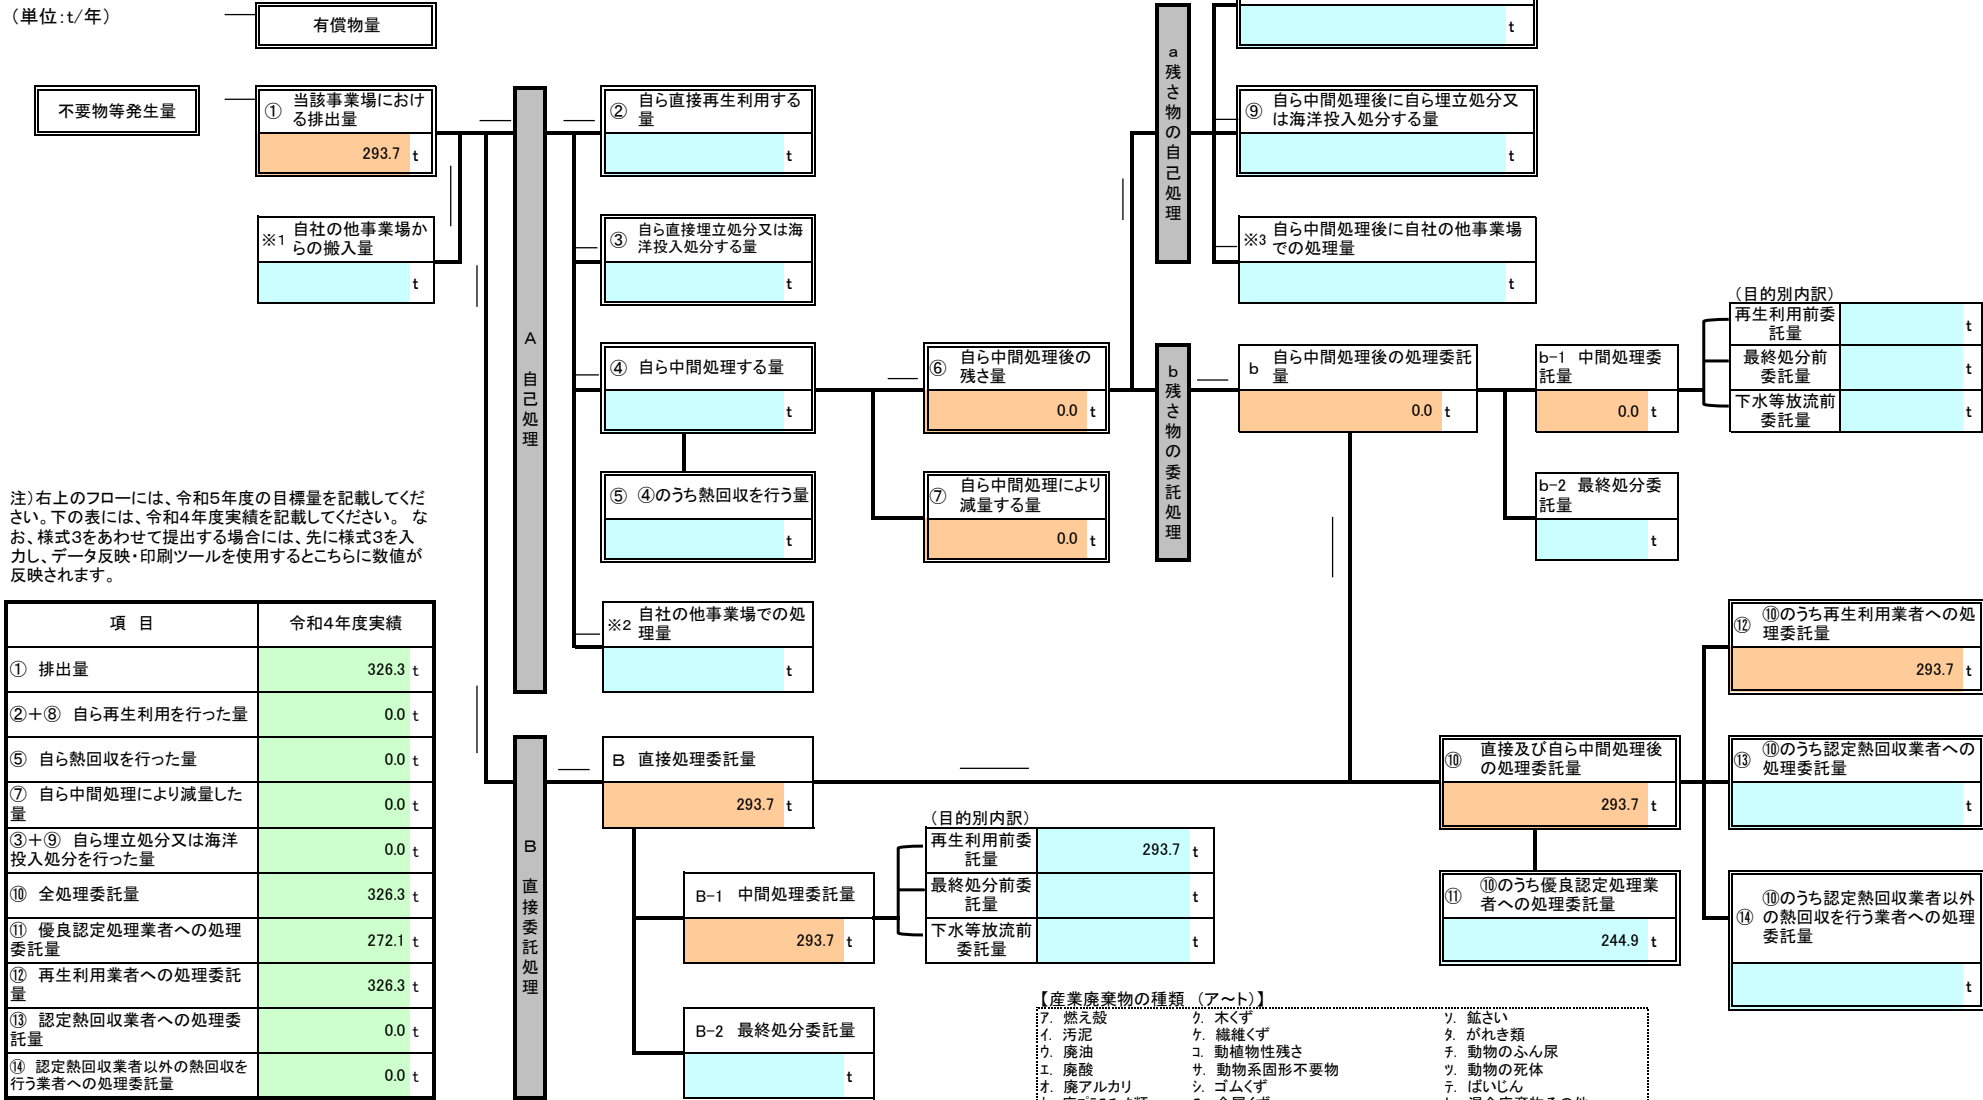 (単位:t/年)
有償物量
不要物等発生量
① 当該事業場におけ
る排出量
293.7 t
※1 自社の他事業場か
らの搬入量
t
A 自己処理
② 自ら直接再生利用する
量
t
③ 自ら直接埋立処分又は海
洋投入処分する量
t
④ 自ら中間処理する量
t
⑤ ④のうち熱回収を行う量
t
※2 自社の他事業場での処
理量
t
⑥ 自ら中間処理後の
残さ量
0.0 t
⑦ 自ら中間処理により
減量する量
0.0 t
a 残さ物の自己処理
t
⑨ 自ら中間処理後に自ら埋立処分又
は海洋投入処分する量
t
※3 自ら中間処理後に自社の他事業場
での処理量
t
b 残さ物の委託処理
b 自ら中間処理後の処理委託
量
0.0 t
b-1 中間処理委
託量
0.0 t
b-2 最終処分委
託量
t
(目的別内訳)
再生利用前委
託量
t
最終処分前
委託量
t
下水等放流前
委託量
t
注)右上のフローには、令和5年度の目標量を記載してくだ
さい。下の表には、令和4年度実績を記載してください。 な
お、様式3をあわせて提出する場合には、先に様式3を入
力し、データ反映・印刷ツールを使用するとこちらに数値が
反映されます。
項 目 令和4年度実績
① 排出量 326.3 t
②+⑧ 自ら再生利用を行った量 0.0 t
⑤ 自ら熱回収を行った量 0.0 t
⑦ 自ら中間処理により減量した
量 0.0 t
③+⑨ 自ら埋立処分又は海洋
投入処分を行った量 0.0 t
⑩ 全処理委託量 326.3 t
⑪ 優良認定処理業者への処理
委託量 272.1 t
⑫ 再生利用業者への処理委託
量 326.3 t
⑬ 認定熱回収業者への処理委
託量 0.0 t
⑭ 認定熱回収業者以外の熱回収を
行う業者への処理委託量 0.0 t
B 直接委託処理
B 直接処理委託量
293.7 t
B-1 中間処理委託量
293.7 t
B-2 最終処分委託量
t
(目的別内訳)
再生利用前委
託量
293.7 t
最終処分前委
託量
t
下水等放流前
委託量
t
⑩ 直接及び自ら中間処理後
の処理委託量
293.7 t
⑪ ⑩のうち優良認定処理業
者への処理委託量
244.9 t
⑫ ⑩のうち再生利用業者への処
理委託量
293.7 t
⑬ ⑩のうち認定熱回収業者への
処理委託量
t
⑭ ⑩のうち認定熱回収業者以外
の熱回収を行う業者への処理
委託量
t
【産業廃棄物の種類 (ア~ト)】
ア. 燃え殻 ク. 木くず ソ. 鉱さい
イ. 汚泥 ケ. 繊維くず タ. がれき類
ウ. 廃油 コ. 動植物性残さ チ. 動物のふん尿
エ. 廃酸 サ. 動物系固形不要物 ツ. 動物の死体
オ. 廃アルカリ シ. ゴムくず テ. ばいじん